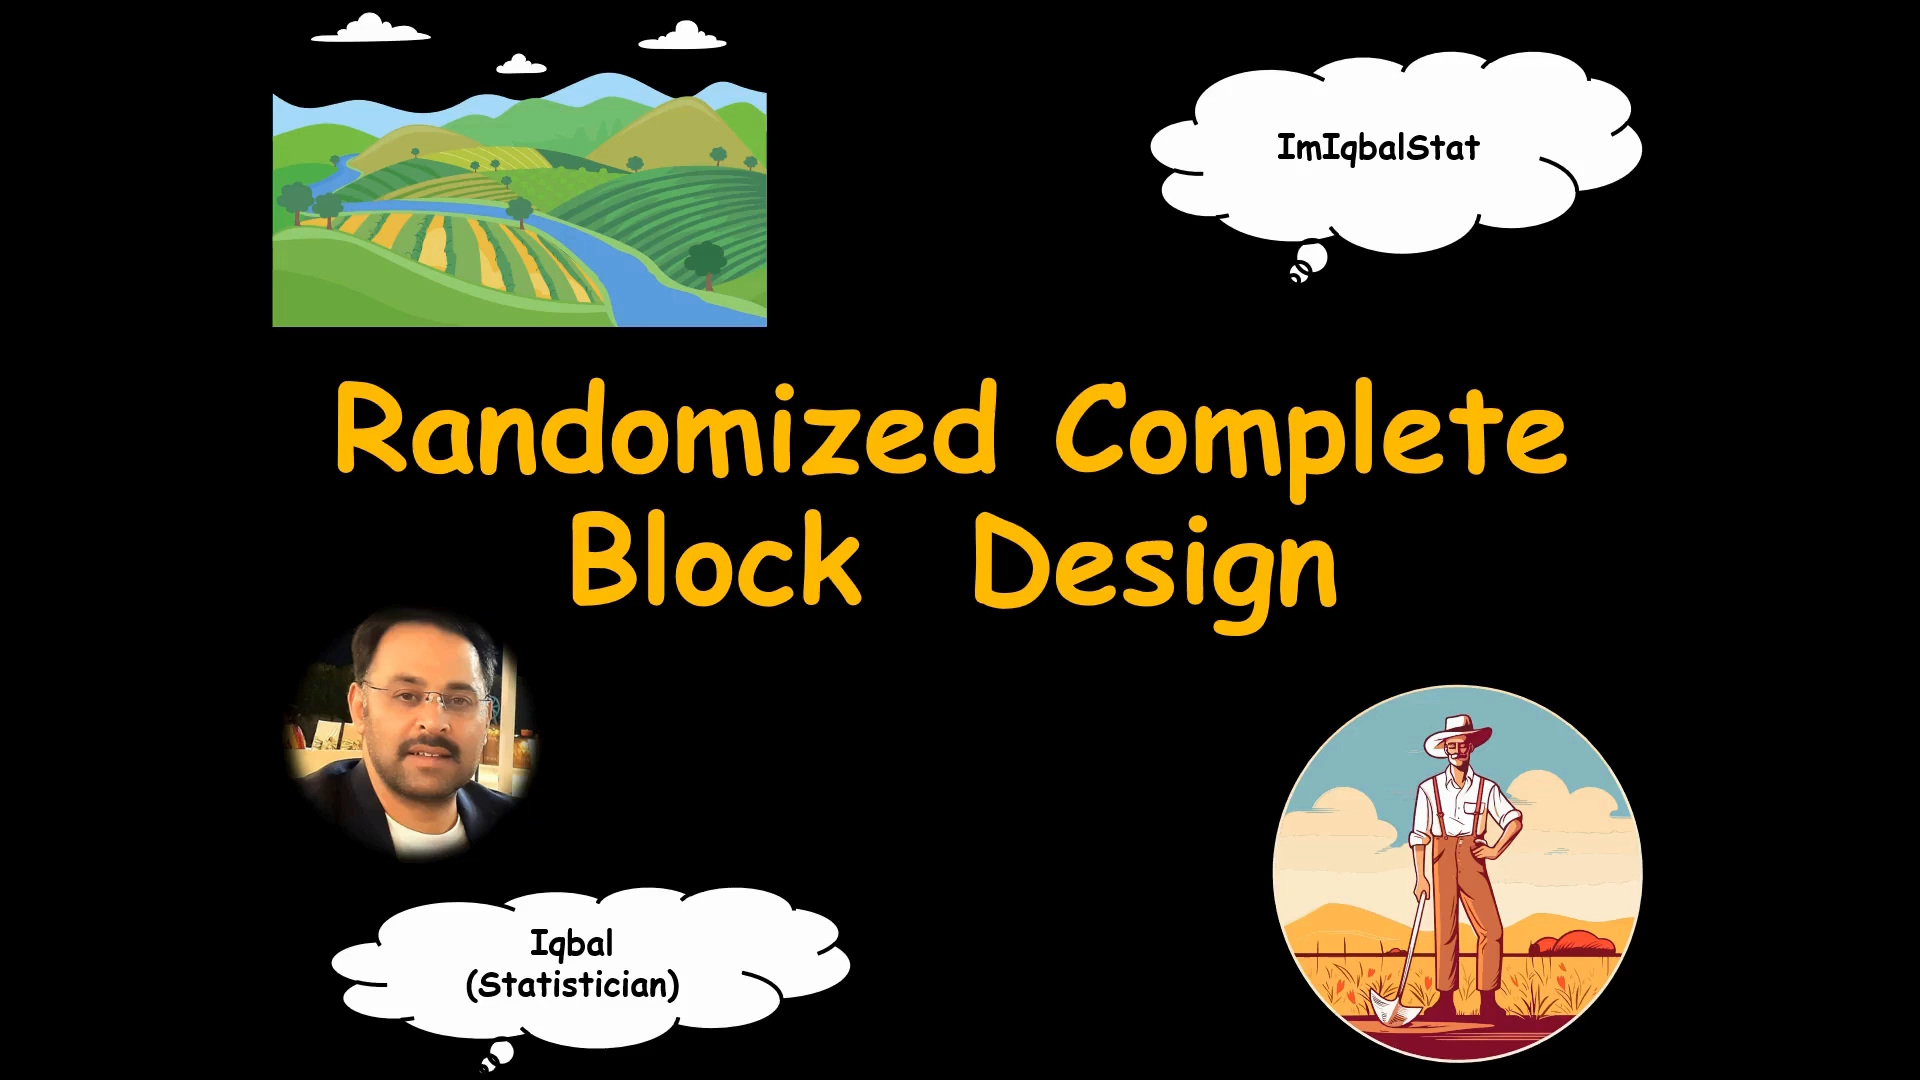 ImIqbalStat
Randomized Complete
Block Design
Iqbal
(Statistician)